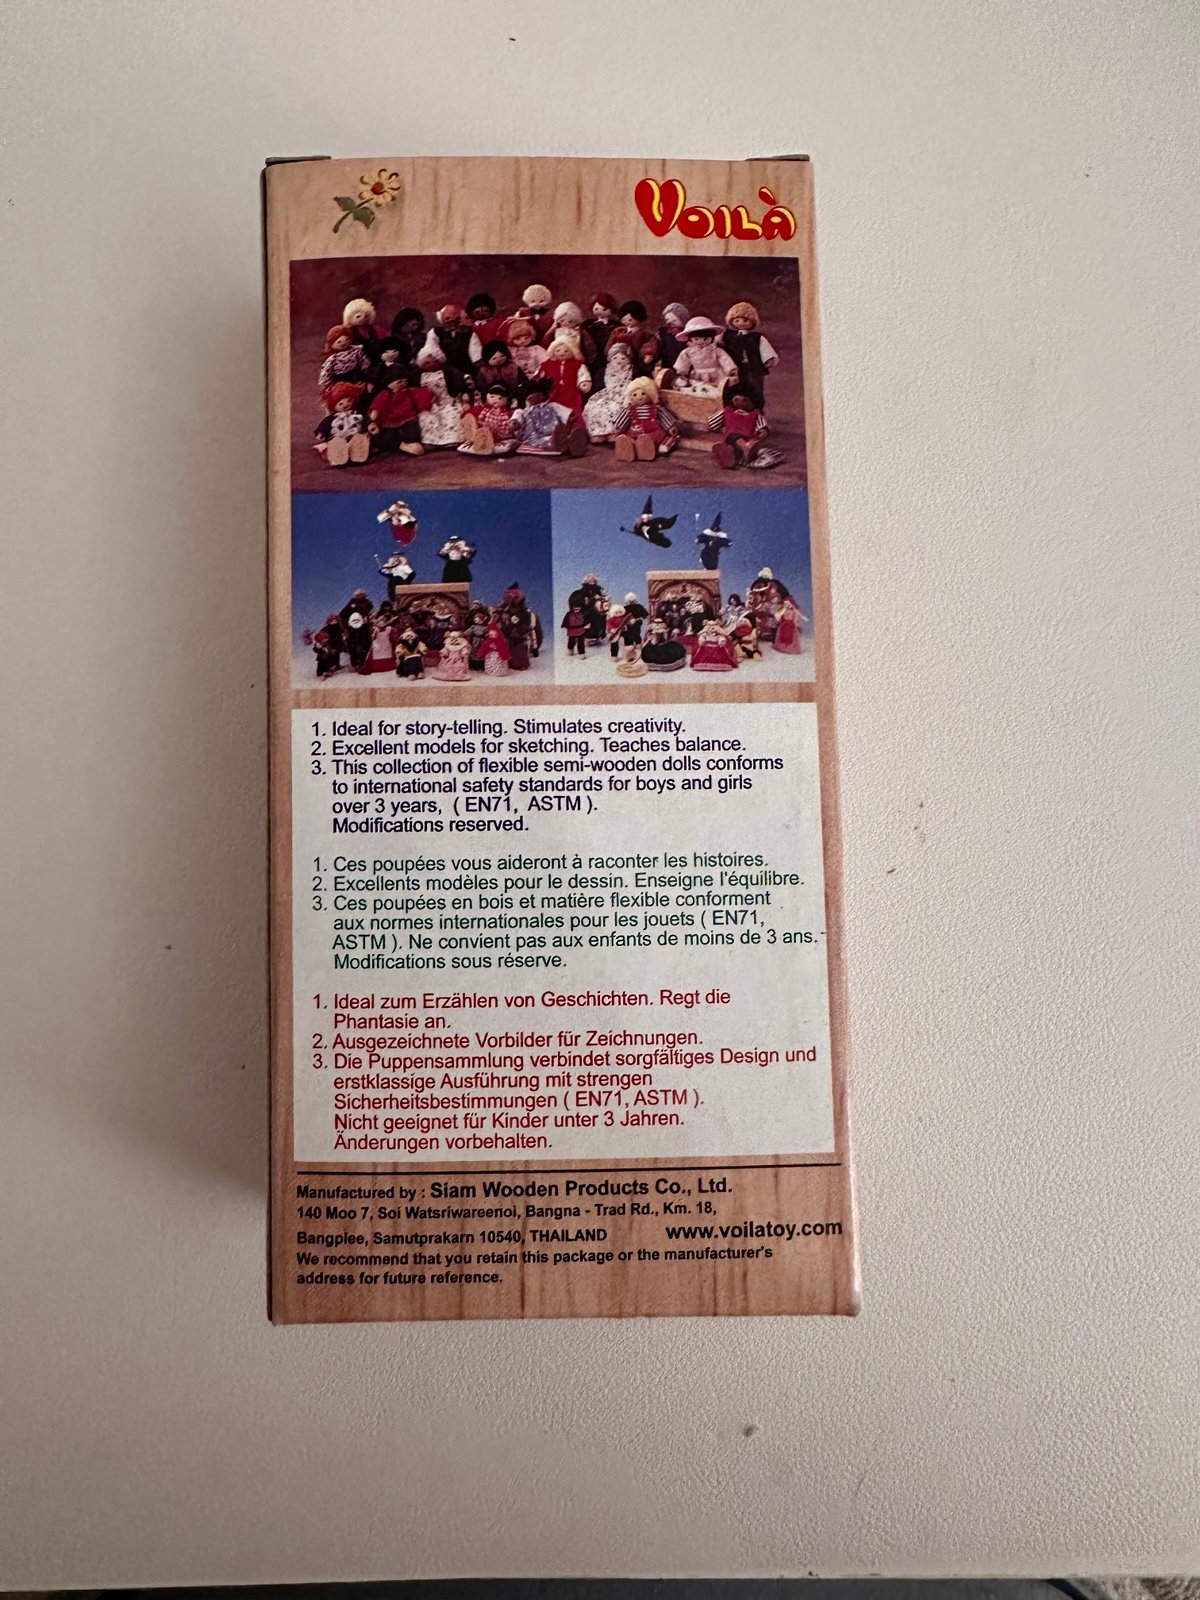 VOILÀ
1. Ideal for story-telling. Stimulates creativity.
2. Excellent models for sketching. Teaches balance.
3. This collection of flexible semi-wooden dolls conforms
to international safety standards for boys and girls
over 3 years, ( EN71, ASTM ).
Modifications reserved.
1. Ces poupées vous aideront à raconter les histoires.
2. Excellents modèles pour le dessin. Enseigne l'équilibre.
3. Ces poupées en bois et matière flexible conforment
aux normes internationales pour les jouets ( EN71,
ASTM ). Ne convient pas aux enfants de moins de 3 ans.
Modifications sous réserve.
1. Ideal zum Erzählen von Geschichten. Regt die
Phantasie an.
2. Ausgezeichnete Vorbilder für Zeichnungen.
3. Die Puppensammlung verbindet sorgfältiges Design und
erstklassige Ausführung mit strengen
Sicherheitsbestimmungen ( EN71, ASTM ).
Nicht geeignet für Kinder unter 3 Jahren.
Änderungen vorbehalten.
Manufactured by : Siam Wooden Products Co., Ltd.
140 Moo 7, Soi Watsriwareenoi, Bangna - Trad Rd., Km. 18,
Bangplee, Samutprakarn 10540, THAILAND www.voilatoy.com
We recommend that you retain this package or the manufacturer's
address for future reference.